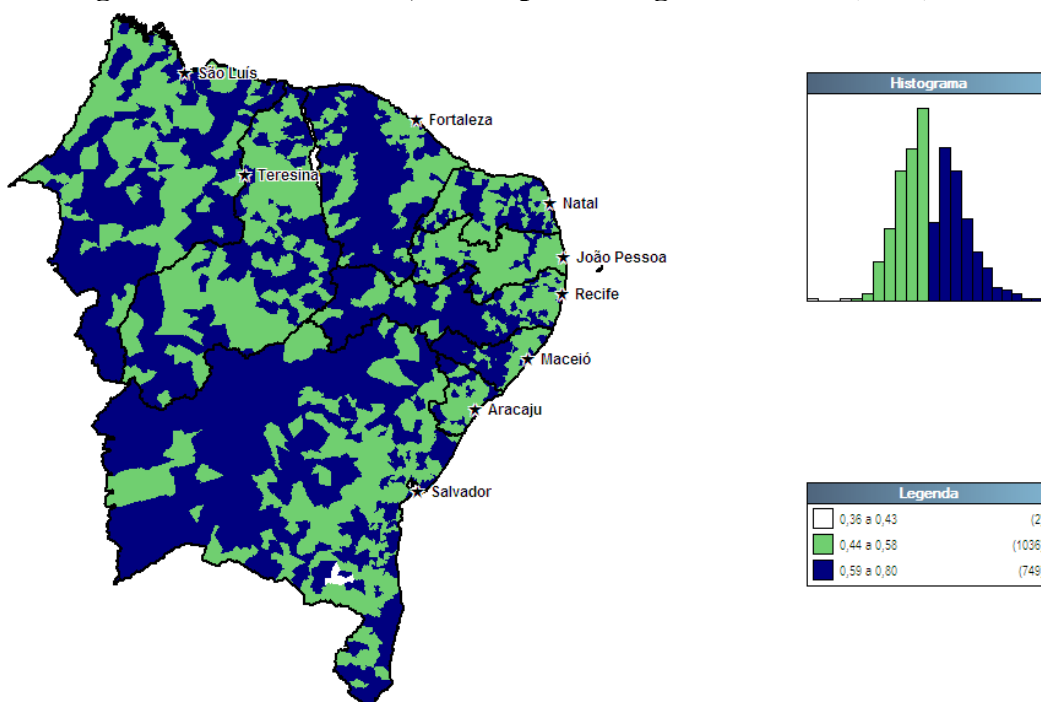 São Luís
Histograma
Fortaleza
Teresina
Natal
João Pessoa
Recife
Maceió
Aracaju
Legenda
Salvador
0,36 a 0,43 (2
0,44 a 0,58 (1036
0,59 a 0,80 (749